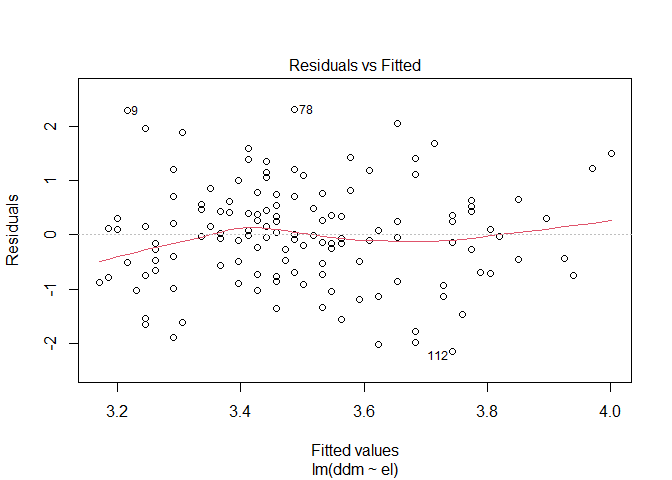 Residuals vs Fitted
Residuals
2
1
0
-1
-2
9
78
112
3.2 3.4 3.6 3.8 4.0
Fitted values
lm(ddm ~ el)